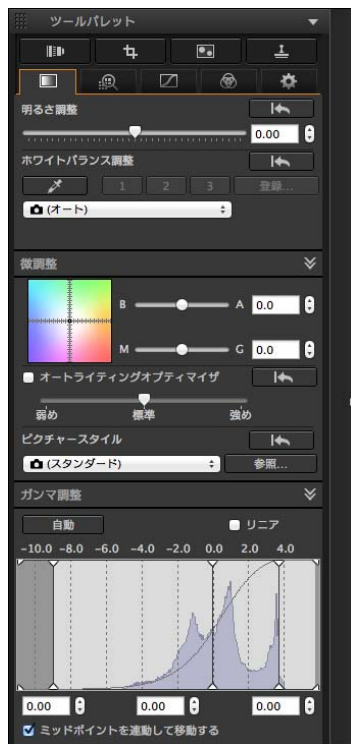 ツールパレット
明るさ調整
0.00
ホワイトバランス調整
1 2 3 登録...
(オート)
微調整
B A 0.0
M G 0.0
オートライティングオプティマイザ
弱め 標準 強め
ピクチャースタイル
(スタンダード) 参照...
ガンマ調整
自動 リニア
-10.0 -8.0 -6.0 -4.0 -2.0 0.0 2.0 4.0
0.00 0.00 0.00
ミッドポイントを連動して移動する